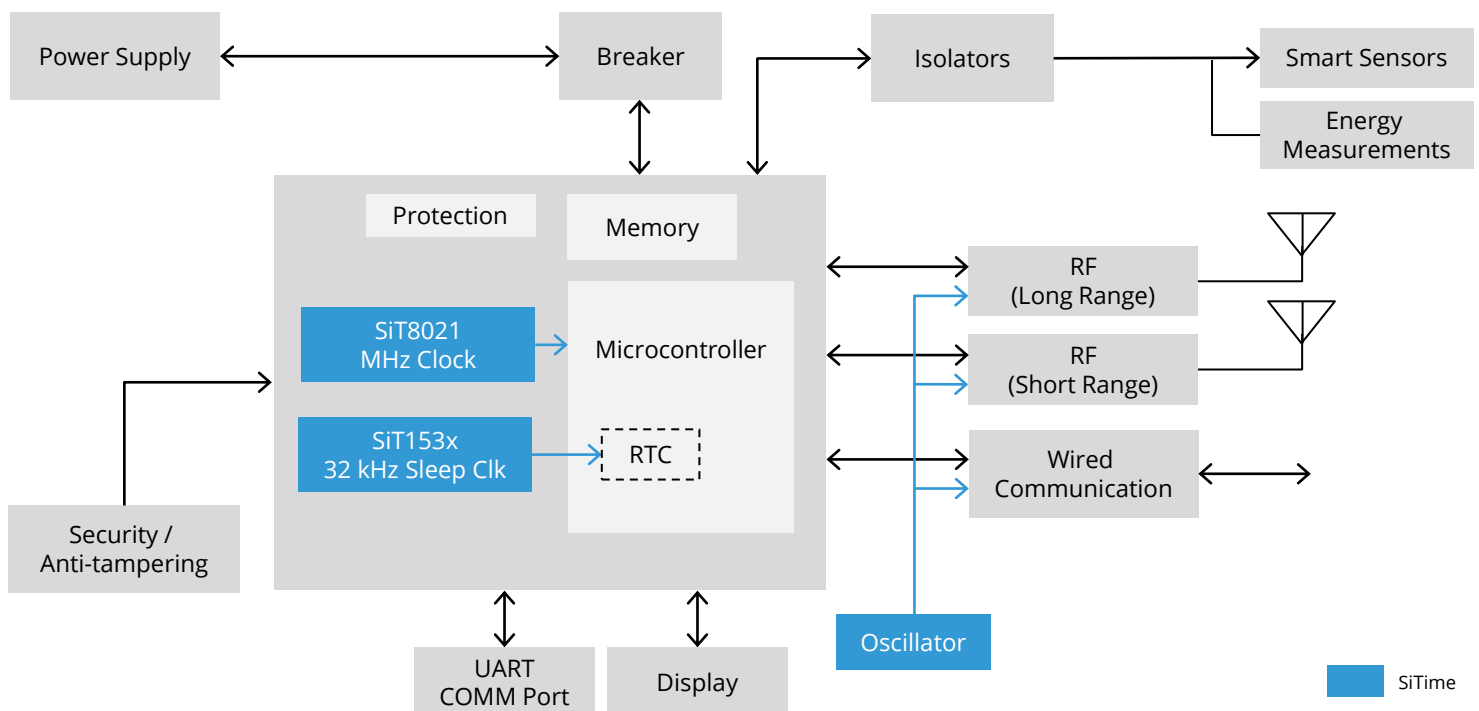 Power Supply
Breaker
Isolators
Smart Sensors
Energy
Measurements
Protection
Memory
RF
(Long Range)
SiT8021
MHz Clock
Microcontroller
RF
(Short Range)
SiT153x
32 kHz Sleep Clk
RTC
Wired
Communication
Security /
Anti-tampering
Oscillator
UART
COMM Port
Display
SiTime